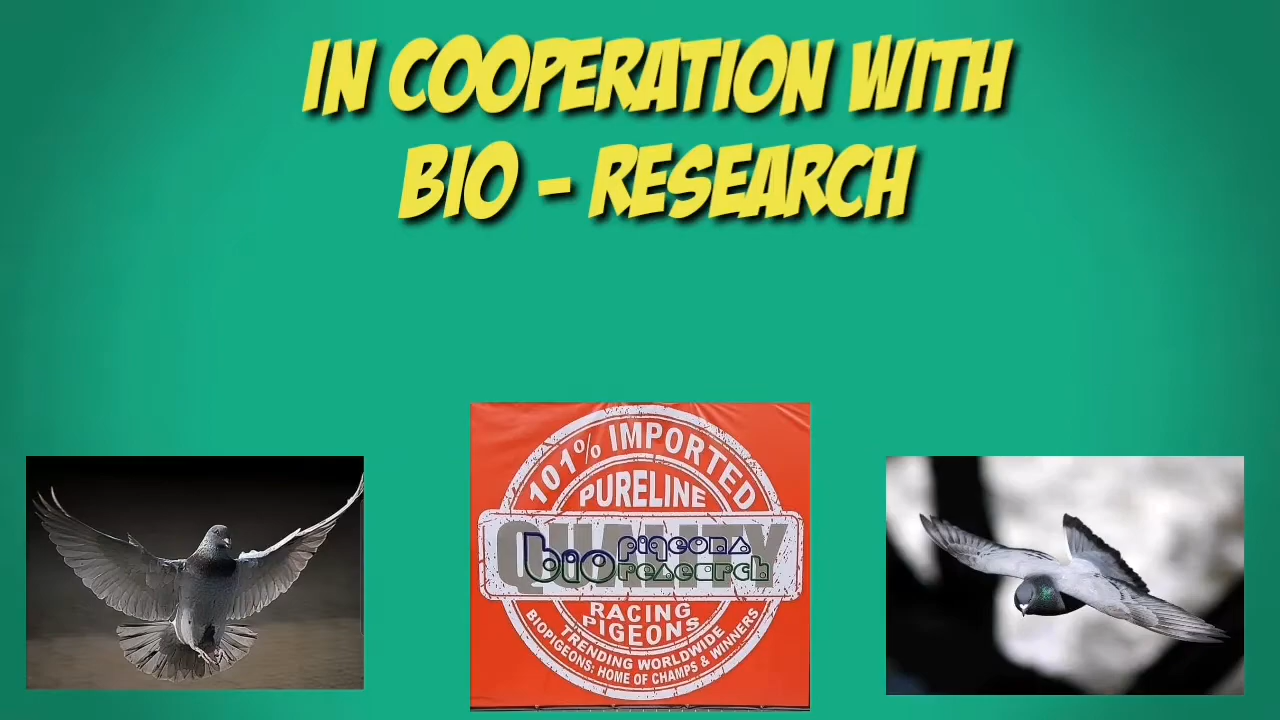 IN COOPERATION WITH
BIO - RESEARCH
101% IMPORTED
PURELINE
QUALITY
bio pigeons
research
RACING
PIGEONS
TRENDING WORLDWIDE
BIOPIGEONS: HOME OF CHAMPS & WINNERS